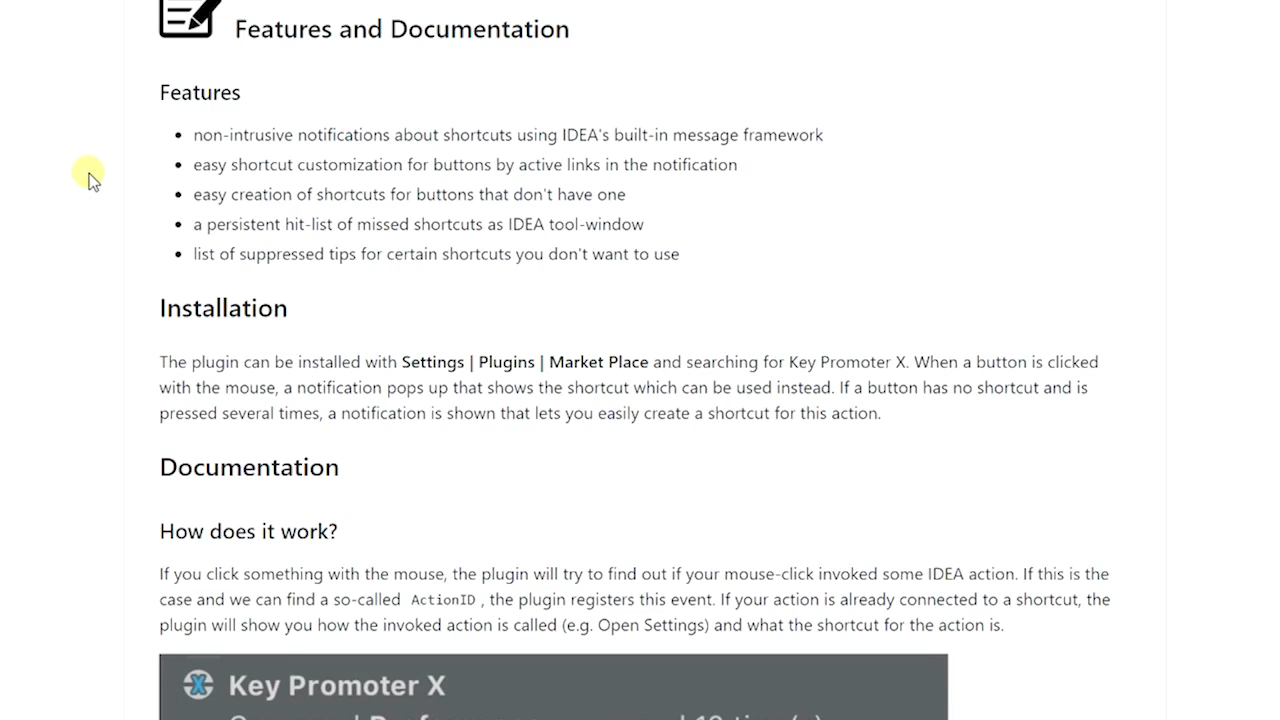 Features and Documentation
Features
non-intrusive notifications about shortcuts using IDEA's built-in message framework
easy shortcut customization for buttons by active links in the notification
easy creation of shortcuts for buttons that don't have one
a persistent hit-list of missed shortcuts as IDEA tool-window
list of suppressed tips for certain shortcuts you don't want to use
Installation
The plugin can be installed with Settings | Plugins | Market Place and searching for Key Promoter X. When a button is clicked
with the mouse, a notification pops up that shows the shortcut which can be used instead. If a button has no shortcut and is
pressed several times, a notification is shown that lets you easily create a shortcut for this action.
Documentation
How does it work?
If you click something with the mouse, the plugin will try to find out if your mouse-click invoked some IDEA action. If this is the
case and we can find a so-called ActionID , the plugin registers this event. If your action is already connected to a shortcut, the
plugin will show you how the invoked action is called (e.g. Open Settings) and what the shortcut for the action is.
Key Promoter X